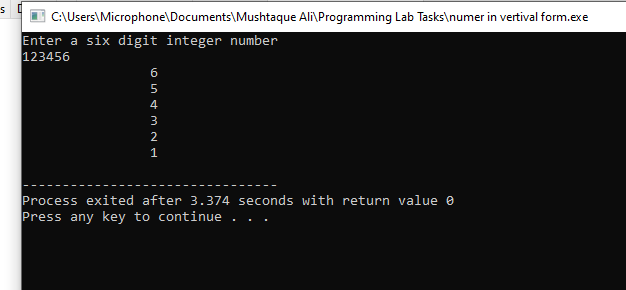 s
C:\Users\Microphone\Documents\Mushtaque Ali\Programming Lab Tasks\numer in vertival form.exe
Enter a six digit integer number
123456
6
5
4
3
2
1
--------------------------------
Process exited after 3.374 seconds with return value 0
Press any key to continue . . .